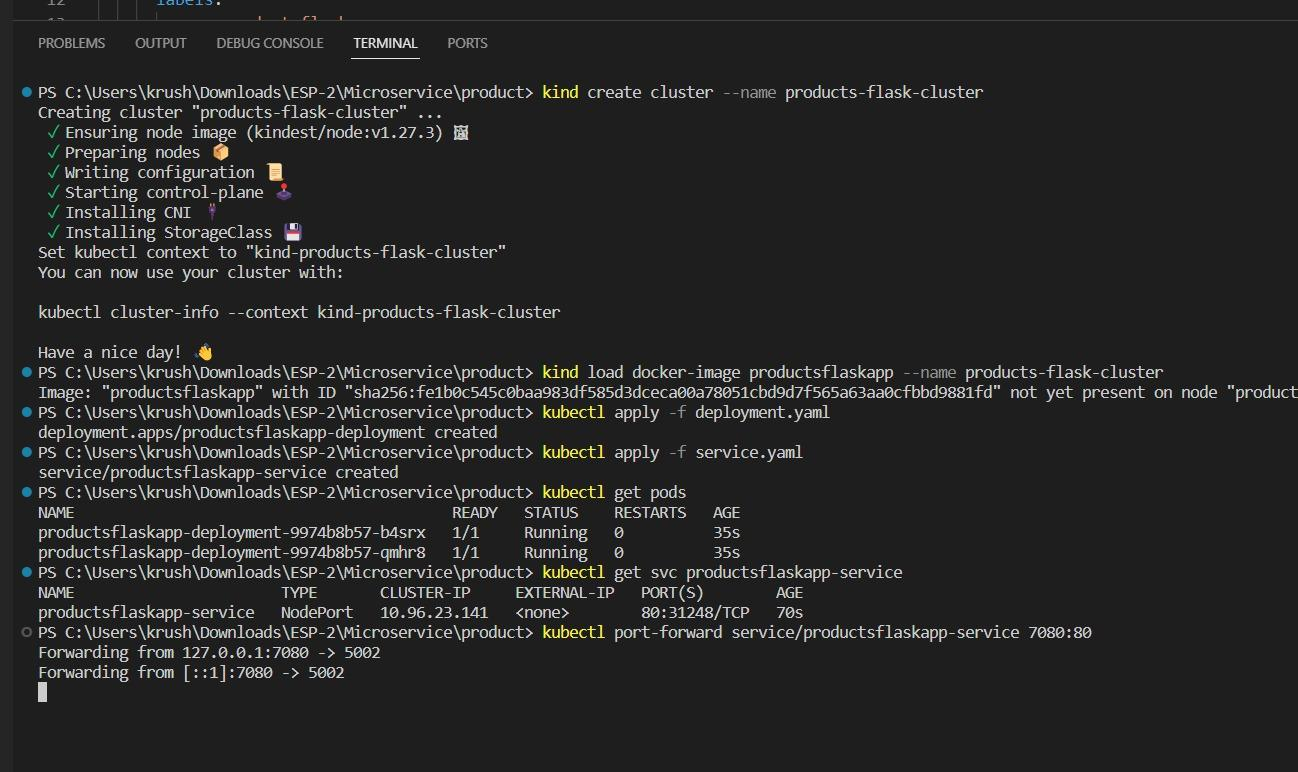 12
labels:
PROBLEMS OUTPUT DEBUG CONSOLE TERMINAL PORTS
PS C:\Users\krush\Downloads\ESP-2\Microservice\product> kind create cluster --name products-flask-cluster
Creating cluster "products-flask-cluster" ...
✓ Ensuring node image (kindest/node:v1.27.3) 🖼
✓ Preparing nodes 📦
✓ Writing configuration 📜
✓ Starting control-plane 🕹️
✓ Installing CNI 🔌
✓ Installing StorageClass 💾
Set kubectl context to "kind-products-flask-cluster"
You can now use your cluster with:
kubectl cluster-info --context kind-products-flask-cluster
Have a nice day! 👋
PS C:\Users\krush\Downloads\ESP-2\Microservice\product> kind load docker-image productsflaskapp --name products-flask-cluster
Image: "productsflaskapp" with ID "sha256:fe1b0c545c0baa983df585d3dceca00a78051cbd9d7f565a63aa0cfbbd9881fd" not yet present on node "product
PS C:\Users\krush\Downloads\ESP-2\Microservice\product> kubectl apply -f deployment.yaml
deployment.apps/productsflaskapp-deployment created
PS C:\Users\krush\Downloads\ESP-2\Microservice\product> kubectl apply -f service.yaml
service/productsflaskapp-service created
PS C:\Users\krush\Downloads\ESP-2\Microservice\product> kubectl get pods
NAME READY STATUS RESTARTS AGE
productsflaskapp-deployment-9974b8b57-b4srx 1/1 Running 0 35s
productsflaskapp-deployment-9974b8b57-qmhr8 1/1 Running 0 35s
PS C:\Users\krush\Downloads\ESP-2\Microservice\product> kubectl get svc productsflaskapp-service
NAME TYPE CLUSTER-IP EXTERNAL-IP PORT(S) AGE
productsflaskapp-service NodePort 10.96.23.141 <none> 80:31248/TCP 70s
PS C:\Users\krush\Downloads\ESP-2\Microservice\product> kubectl port-forward service/productsflaskapp-service 7080:80
Forwarding from 127.0.0.1:7080 -> 5002
Forwarding from [::1]:7080 -> 5002